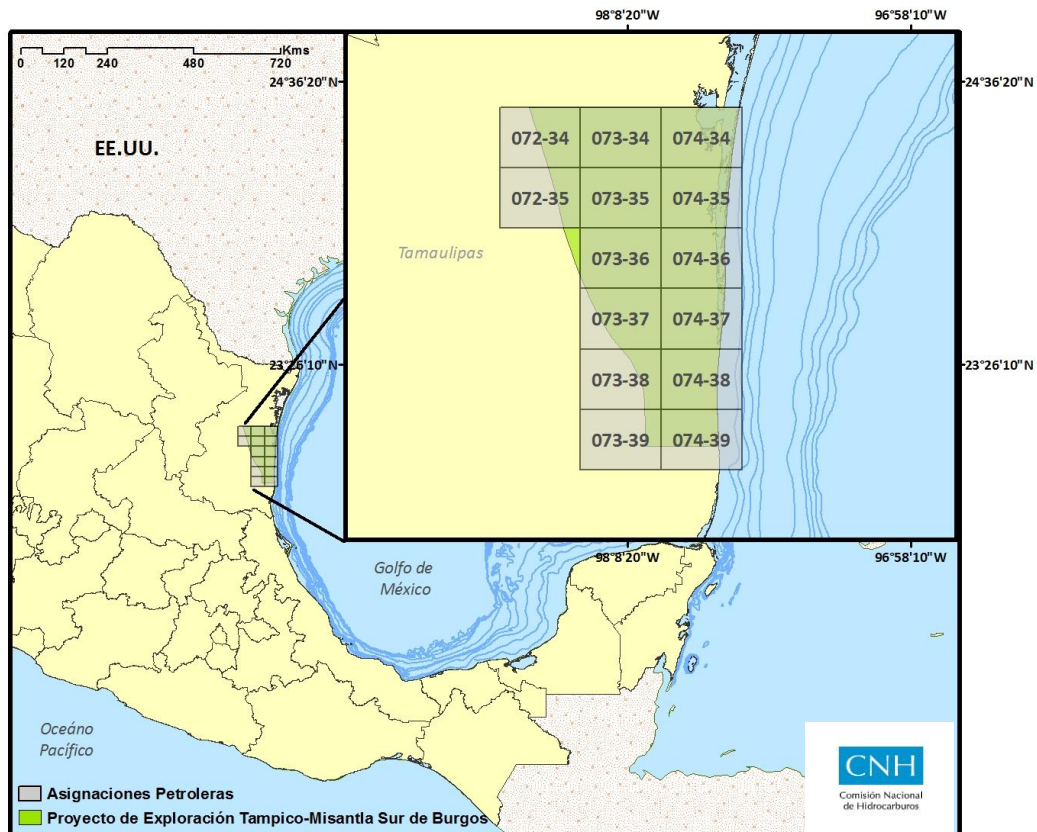 98°8'20"W 96°58'10"W
Kms
0 120 240 480 720
24°36'20"N 24°36'20"N
EE.UU.
072-34 073-34 074-34
072-35 073-35 074-35
Tamaulipas
073-36 074-36
073-37 074-37
23°26'10"N 23°26'10"N
073-38 074-38
073-39 074-39
98°8'20"W 96°58'10"W
Golfo de
México
Oceáno
Pacífico
CNH
Comisión Nacional
de Hidrocarburos
Asignaciones Petroleras
Proyecto de Exploración Tampico-Misantla Sur de Burgos